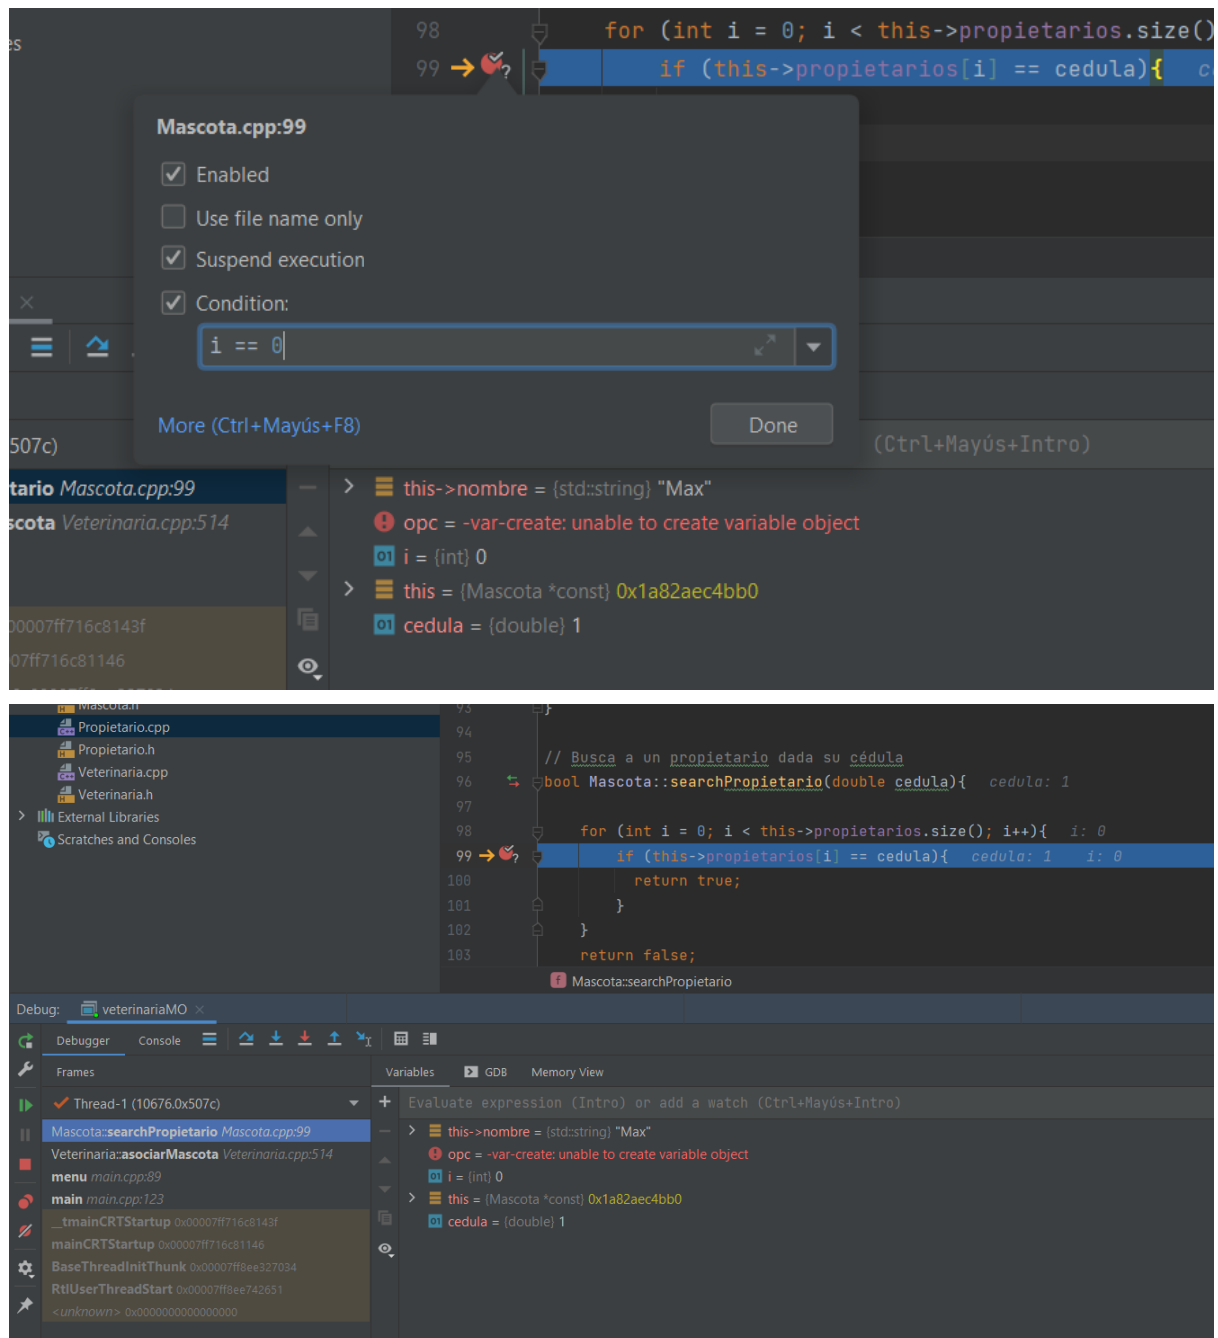 98 for (int i = 0; i < this->propietarios.size()
es
99 if (this->propietarios[i] == cedula){
Mascota.cpp:99
Enabled
Use file name only
Suspend execution
Condition:
i == 0
More (Ctrl+Mayús+F8)
Done
507c)
(Ctrl+Mayús+Intro)
tario Mascota.cpp:99
this->nombre = {std::string} "Max"
scota Veterinaria.cpp:514
opc = -var-create: unable to create variable object
i = {int} 0
this = {Mascota *const} 0x1a82aec4bb0
00007ff716c8143f
cedula = {double} 1
07ff716c81146
Mascota.h
93 }
Propietario.cpp
94
Propietario.h
95 // Busca a un propietario dada su cédula
Veterinaria.cpp
96 bool Mascota::searchPropietario(double cedula){ cedula: 1
Veterinaria.h
97
External Libraries
98 for (int i = 0; i < this->propietarios.size(); i++){ i: 0
Scratches and Consoles
99 if (this->propietarios[i] == cedula){ cedula: 1 i: 0
100 return true;
101 }
102 }
103 return false;
Mascota::searchPropietario
Debug: veterinariaMO
Debugger Console
Frames
Variables GDB Memory View
Thread-1 (10676.0x507c)
Evaluate expression (Intro) or add a watch (Ctrl+Mayús+Intro)
Mascota::searchPropietario Mascota.cpp:99
this->nombre = {std::string} "Max"
Veterinaria::asociarMascota Veterinaria.cpp:514
opc = -var-create: unable to create variable object
menu main.cpp:89
i = {int} 0
main main.cpp:123
this = {Mascota *const} 0x1a82aec4bb0
__tmainCRTStartup 0x00007ff716c8143f
cedula = {double} 1
mainCRTStartup 0x00007ff716c81146
BaseThreadInitThunk 0x00007ff8ee327034
RtlUserThreadStart 0x00007ff8ee742651
<unknown> 0x0000000000000000